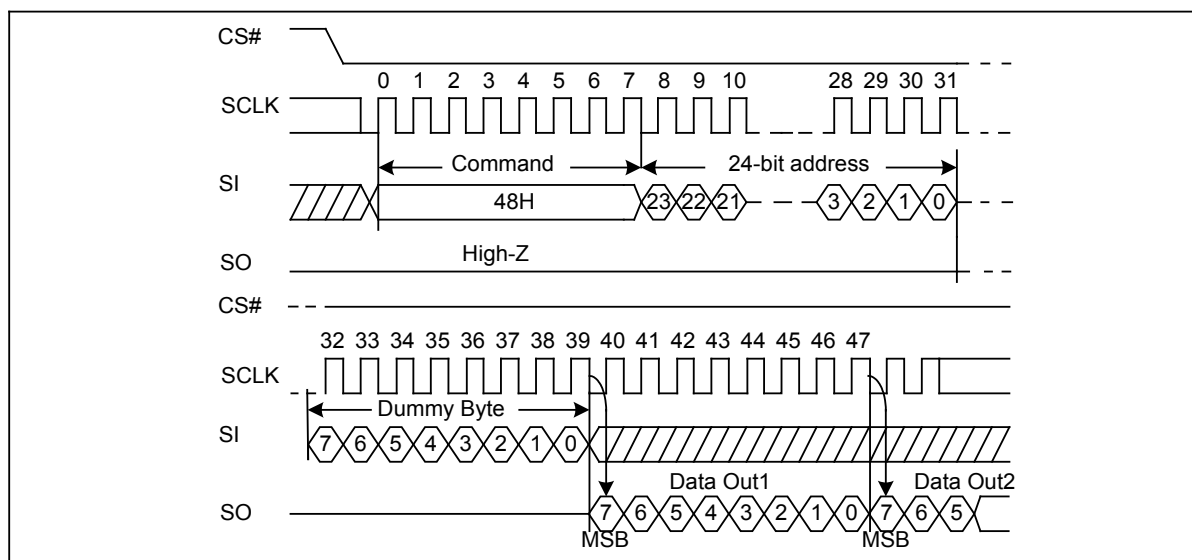 CS#
0 1 2 3 4 5 6 7 8 9 10 28 29 30 31
SCLK
Command 24-bit address
SI
48H 23 22 21 3 2 1 0
High-Z
SO
CS#
32 33 34 35 36 37 38 39 40 41 42 43 44 45 46 47
SCLK
Dummy Byte
SI
7 6 5 4 3 2 1 0
Data Out1 Data Out2
SO
7 6 5 4 3 2 1 0 7 6 5
MSB MSB